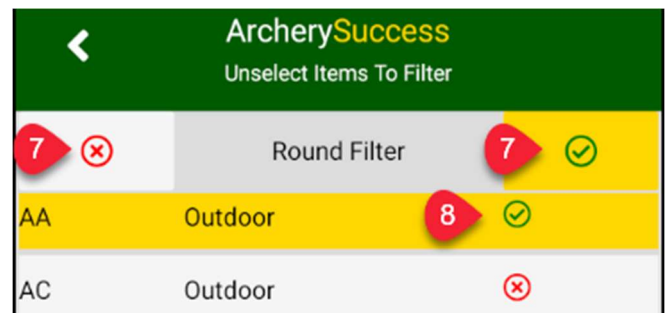 ArcherySuccess
Unselect Items To Filter
7 Round Filter 7
AA Outdoor 8
AC Outdoor